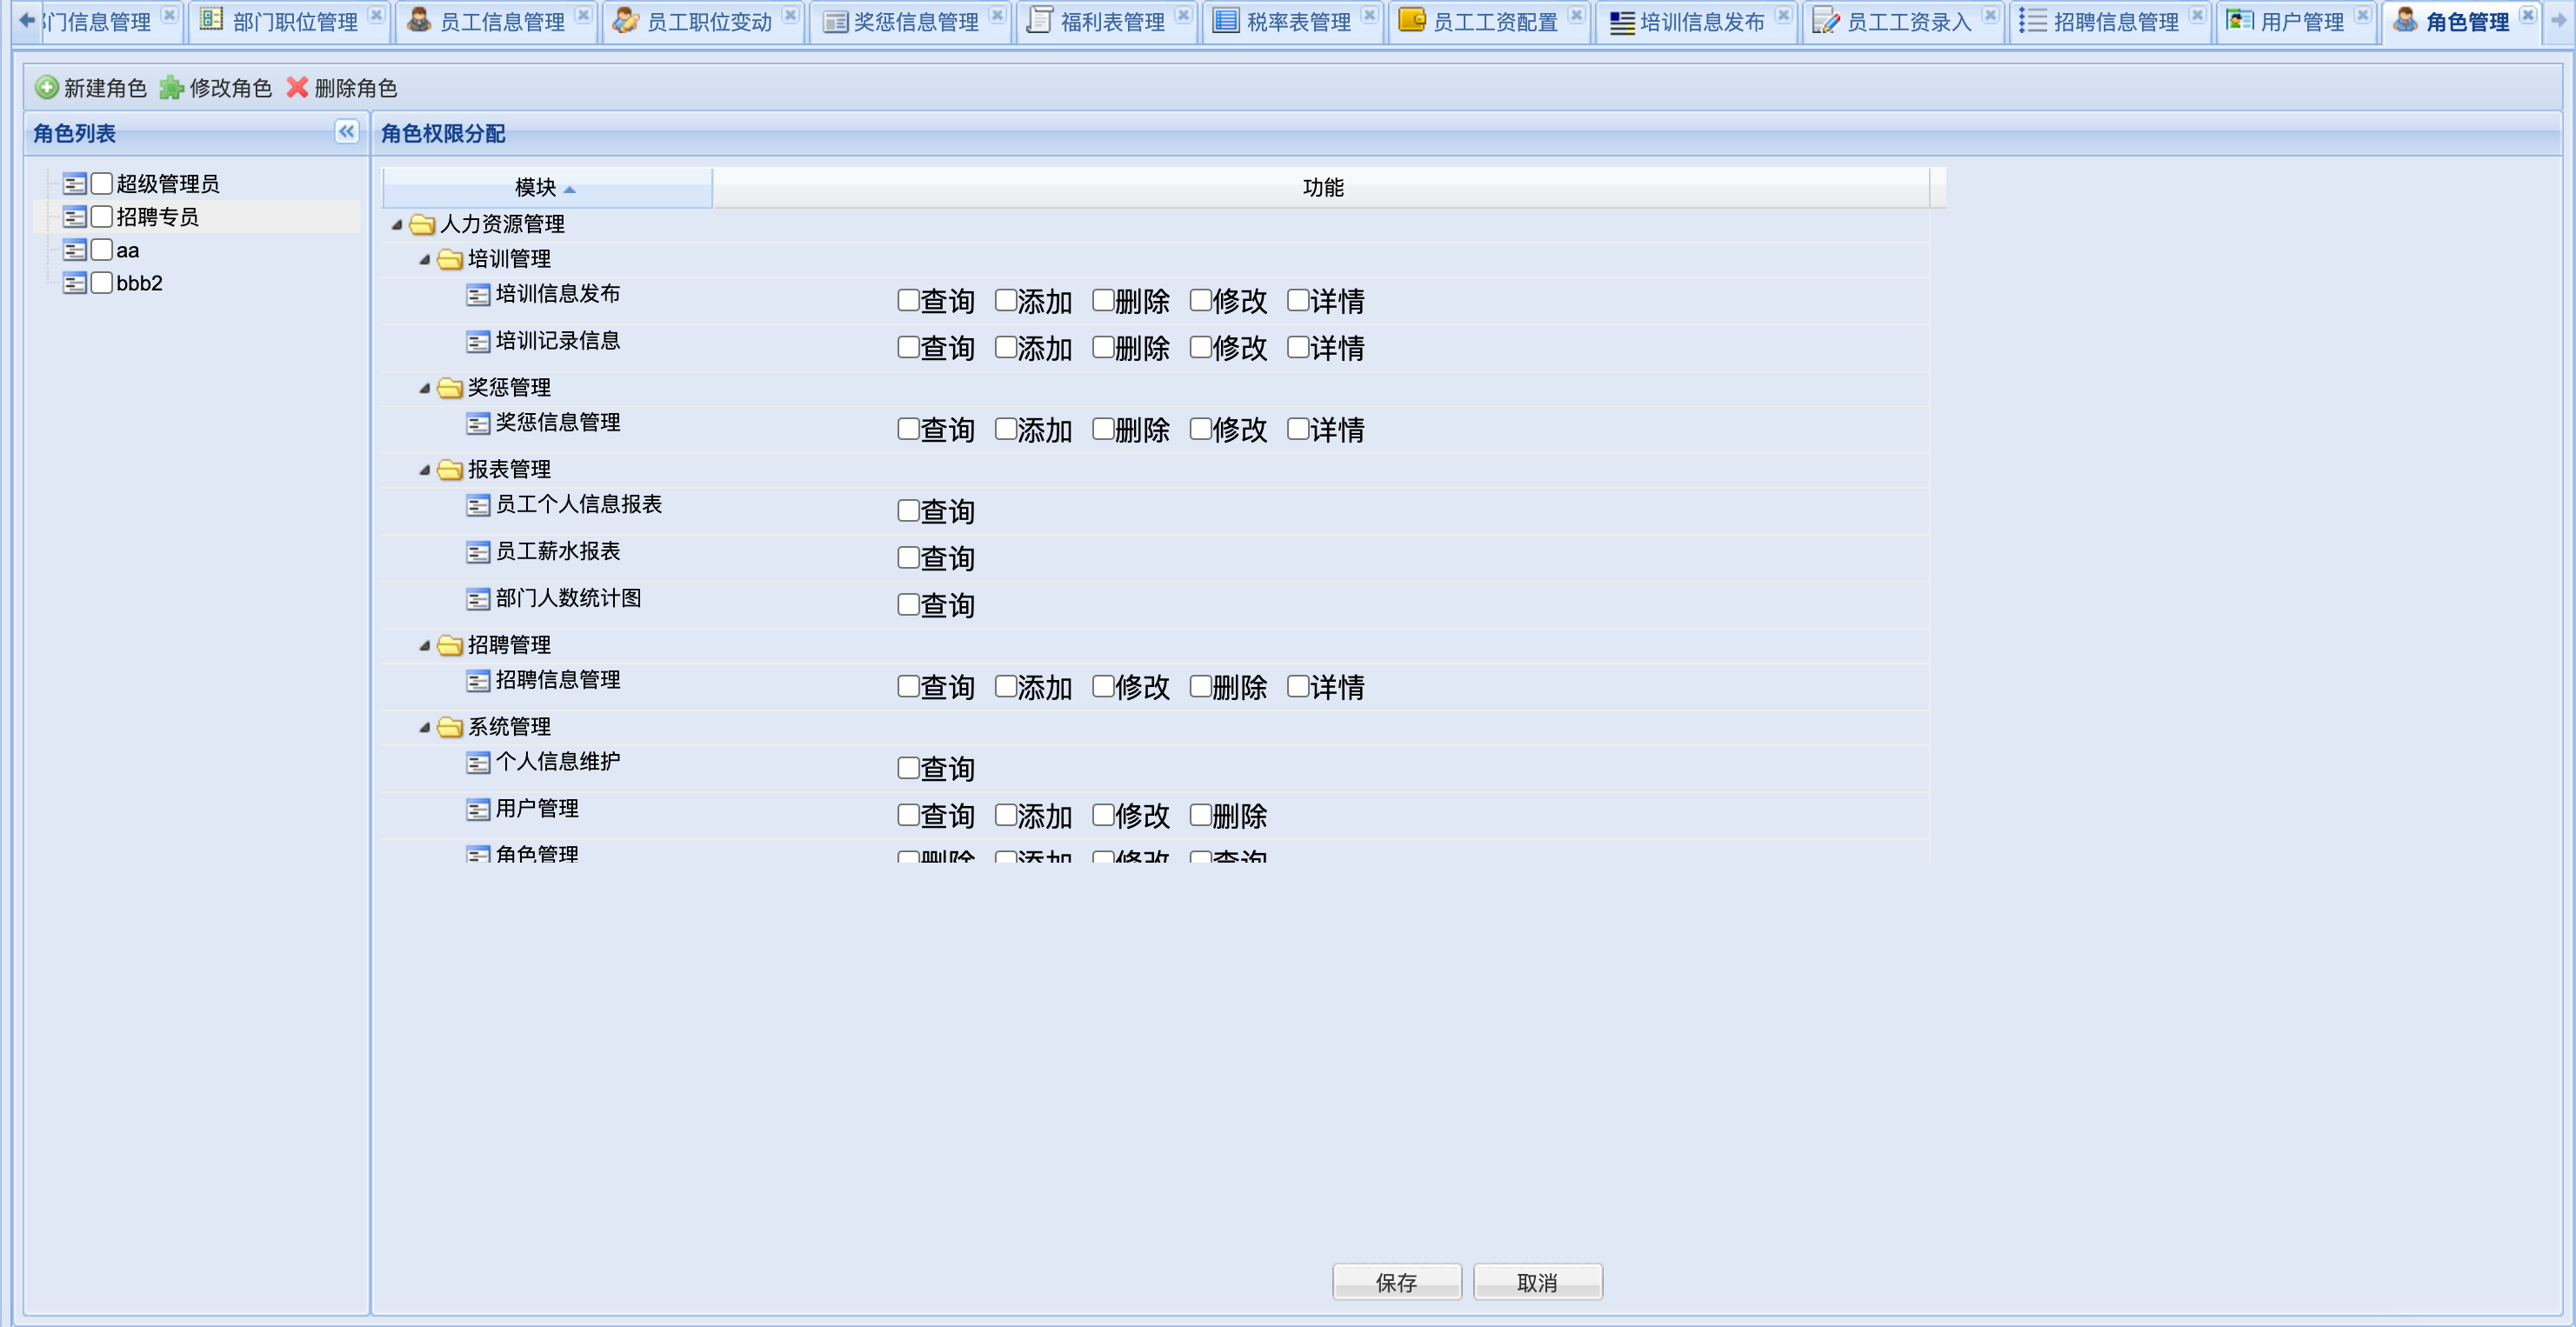 门信息管理 部门职位管理 员工信息管理 员工职位变动 奖惩信息管理 福利表管理 税率表管理 员工工资配置 培训信息发布 员工工资录入 招聘信息管理 用户管理 角色管理
新建角色 修改角色 删除角色
角色列表 角色权限分配
超级管理员
招聘专员
aa
bbb2
模块 功能
人力资源管理
培训管理
培训信息发布 查询 添加 删除 修改 详情
培训记录信息 查询 添加 删除 修改 详情
奖惩管理
奖惩信息管理 查询 添加 删除 修改 详情
报表管理
员工个人信息报表 查询
员工薪水报表 查询
部门人数统计图 查询
招聘管理
招聘信息管理 查询 添加 修改 删除 详情
系统管理
个人信息维护 查询
用户管理 查询 添加 修改 删除
角色管理 删除 添加 修改 查询
保存 取消